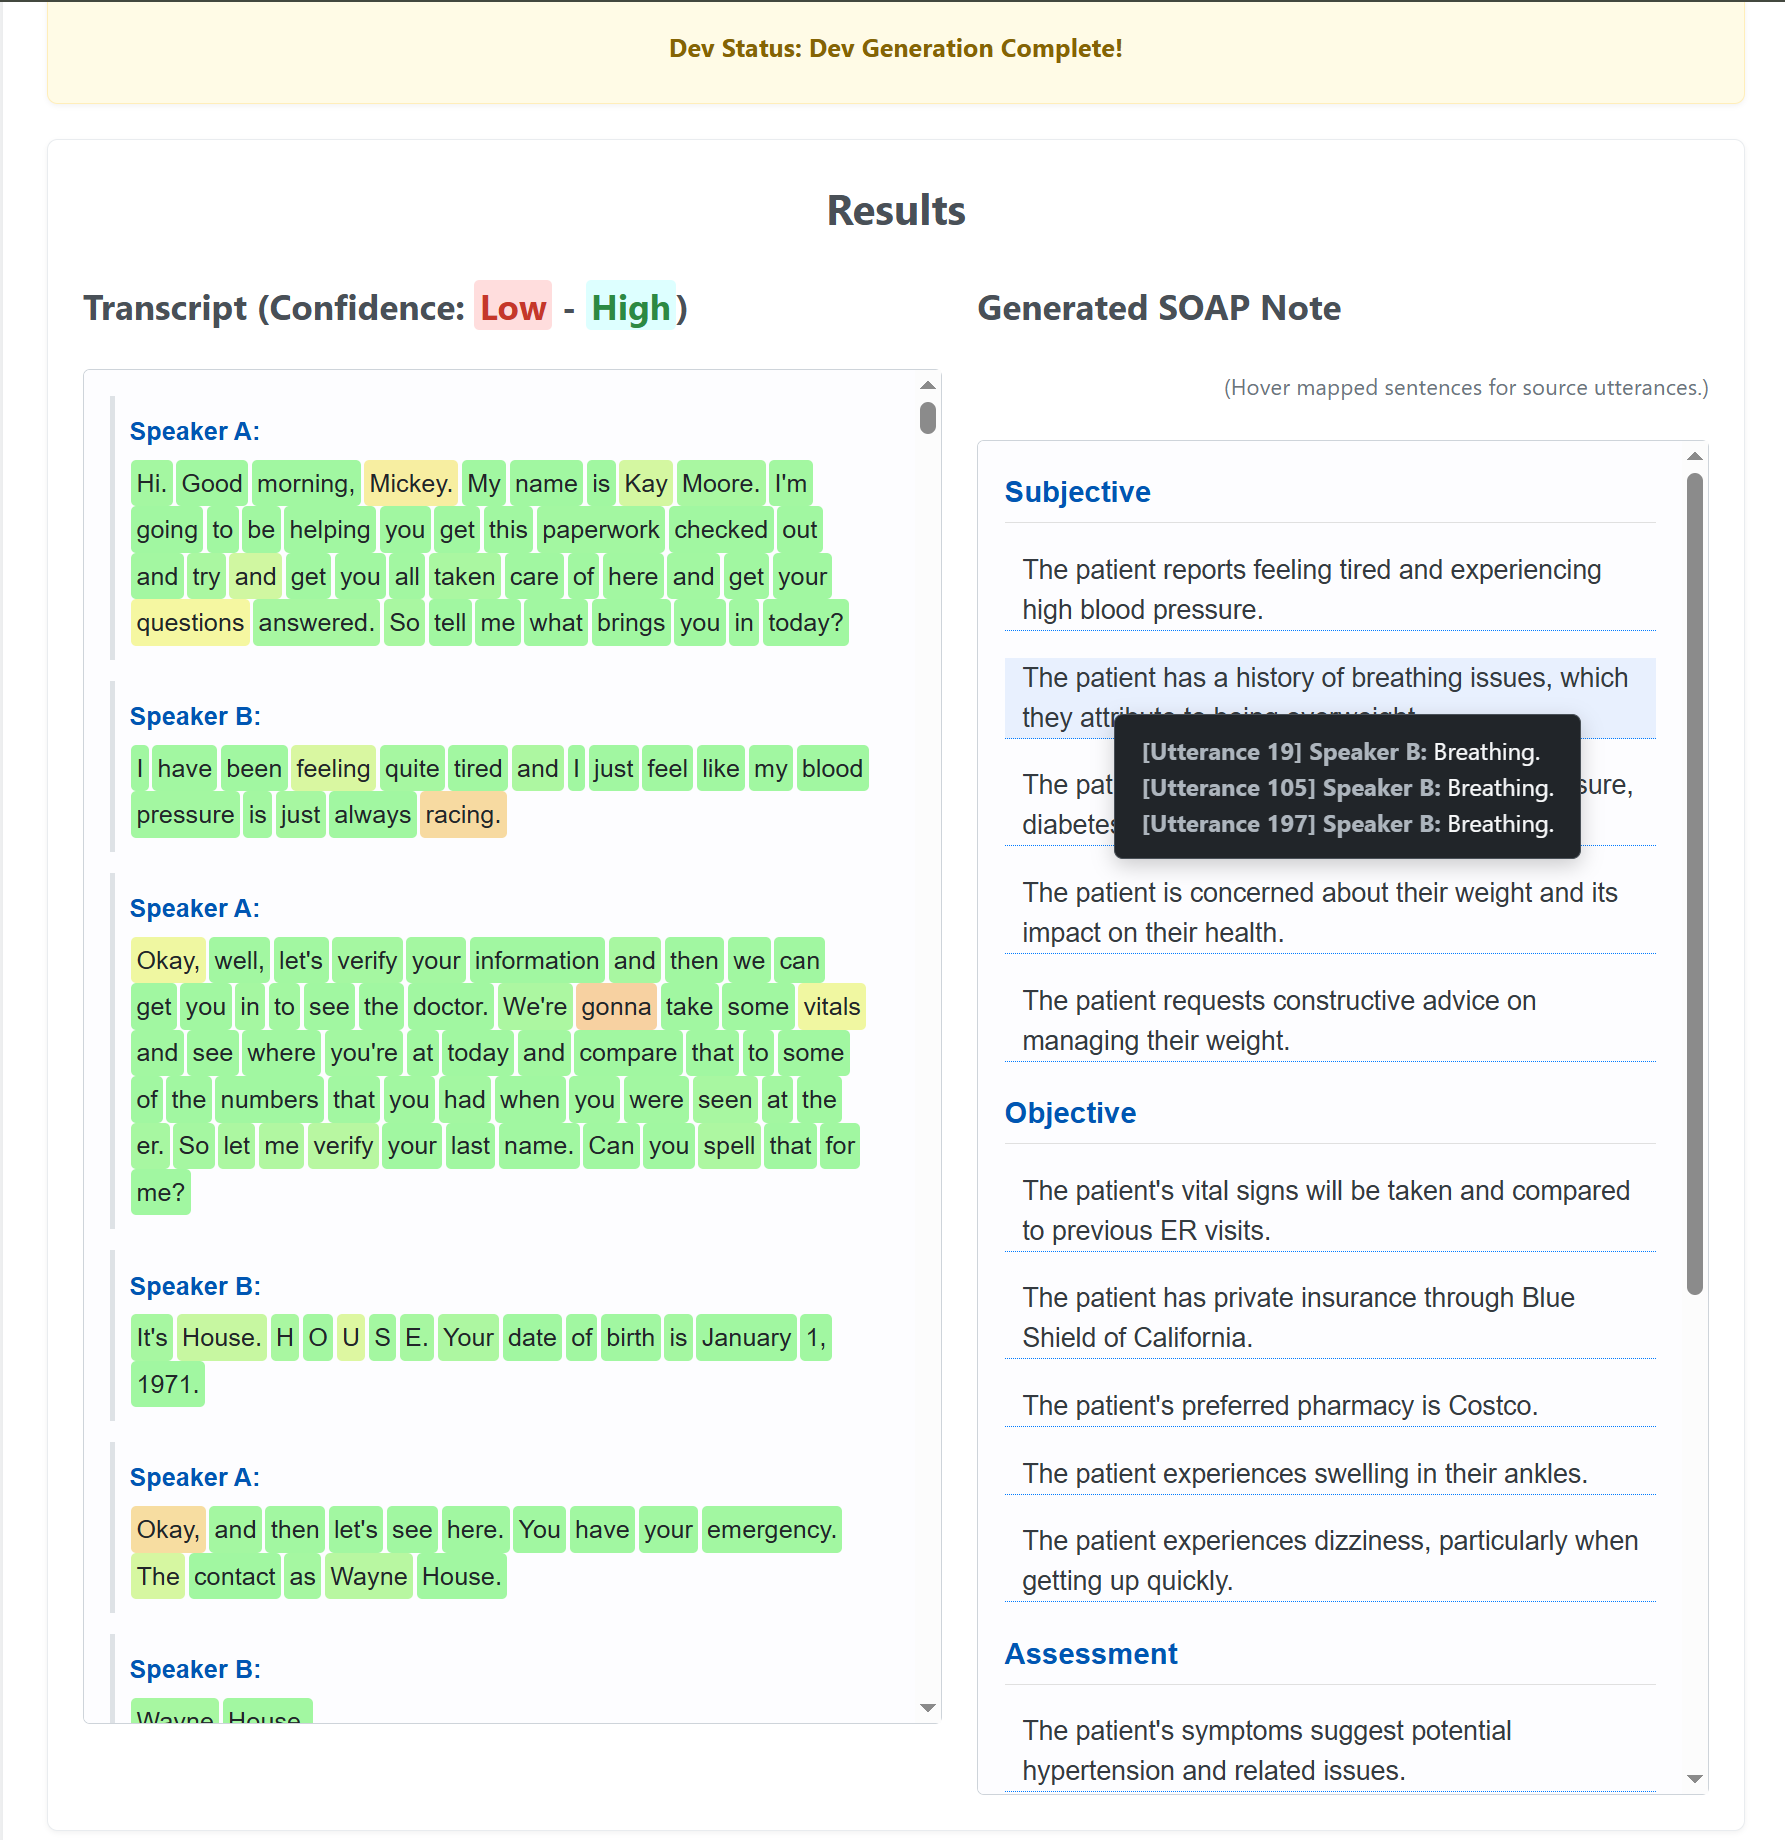 Dev Status: Dev Generation Complete!
Results
Transcript (Confidence: Low - High)
Speaker A:
Hi. Good morning, Mickey. My name is Kay Moore. I'm
going to be helping you get this paperwork checked out
and try and get you all taken care of here and get your
questions answered. So tell me what brings you in today?
Speaker B:
I have been feeling quite tired and I just feel like my blood
pressure is just always racing.
Speaker A:
Okay, well, let's verify your information and then we can
get you in to see the doctor. We're gonna take some vitals
and see where you're at today and compare that to some
of the numbers that you had when you were seen at the
er. So let me verify your last name. Can you spell that for
me?
Speaker B:
It's House. H O U S E. Your date of birth is January 1,
1971.
Speaker A:
Okay, and then let's see here. You have your emergency.
The contact as Wayne House.
Speaker B:
Wayne House.
Generated SOAP Note
(Hover mapped sentences for source utterances.)
Subjective
The patient reports feeling tired and experiencing
high blood pressure.
The patient has a history of breathing issues, which
they attribute to being overweight.
[Utterance 19] Speaker B: Breathing.
[Utterance 105] Speaker B: Breathing.
[Utterance 197] Speaker B: Breathing.
The pat sure,
diabetes
The patient is concerned about their weight and its
impact on their health.
The patient requests constructive advice on
managing their weight.
Objective
The patient's vital signs will be taken and compared
to previous ER visits.
The patient has private insurance through Blue
Shield of California.
The patient's preferred pharmacy is Costco.
The patient experiences swelling in their ankles.
The patient experiences dizziness, particularly when
getting up quickly.
Assessment
The patient's symptoms suggest potential
hypertension and related issues.